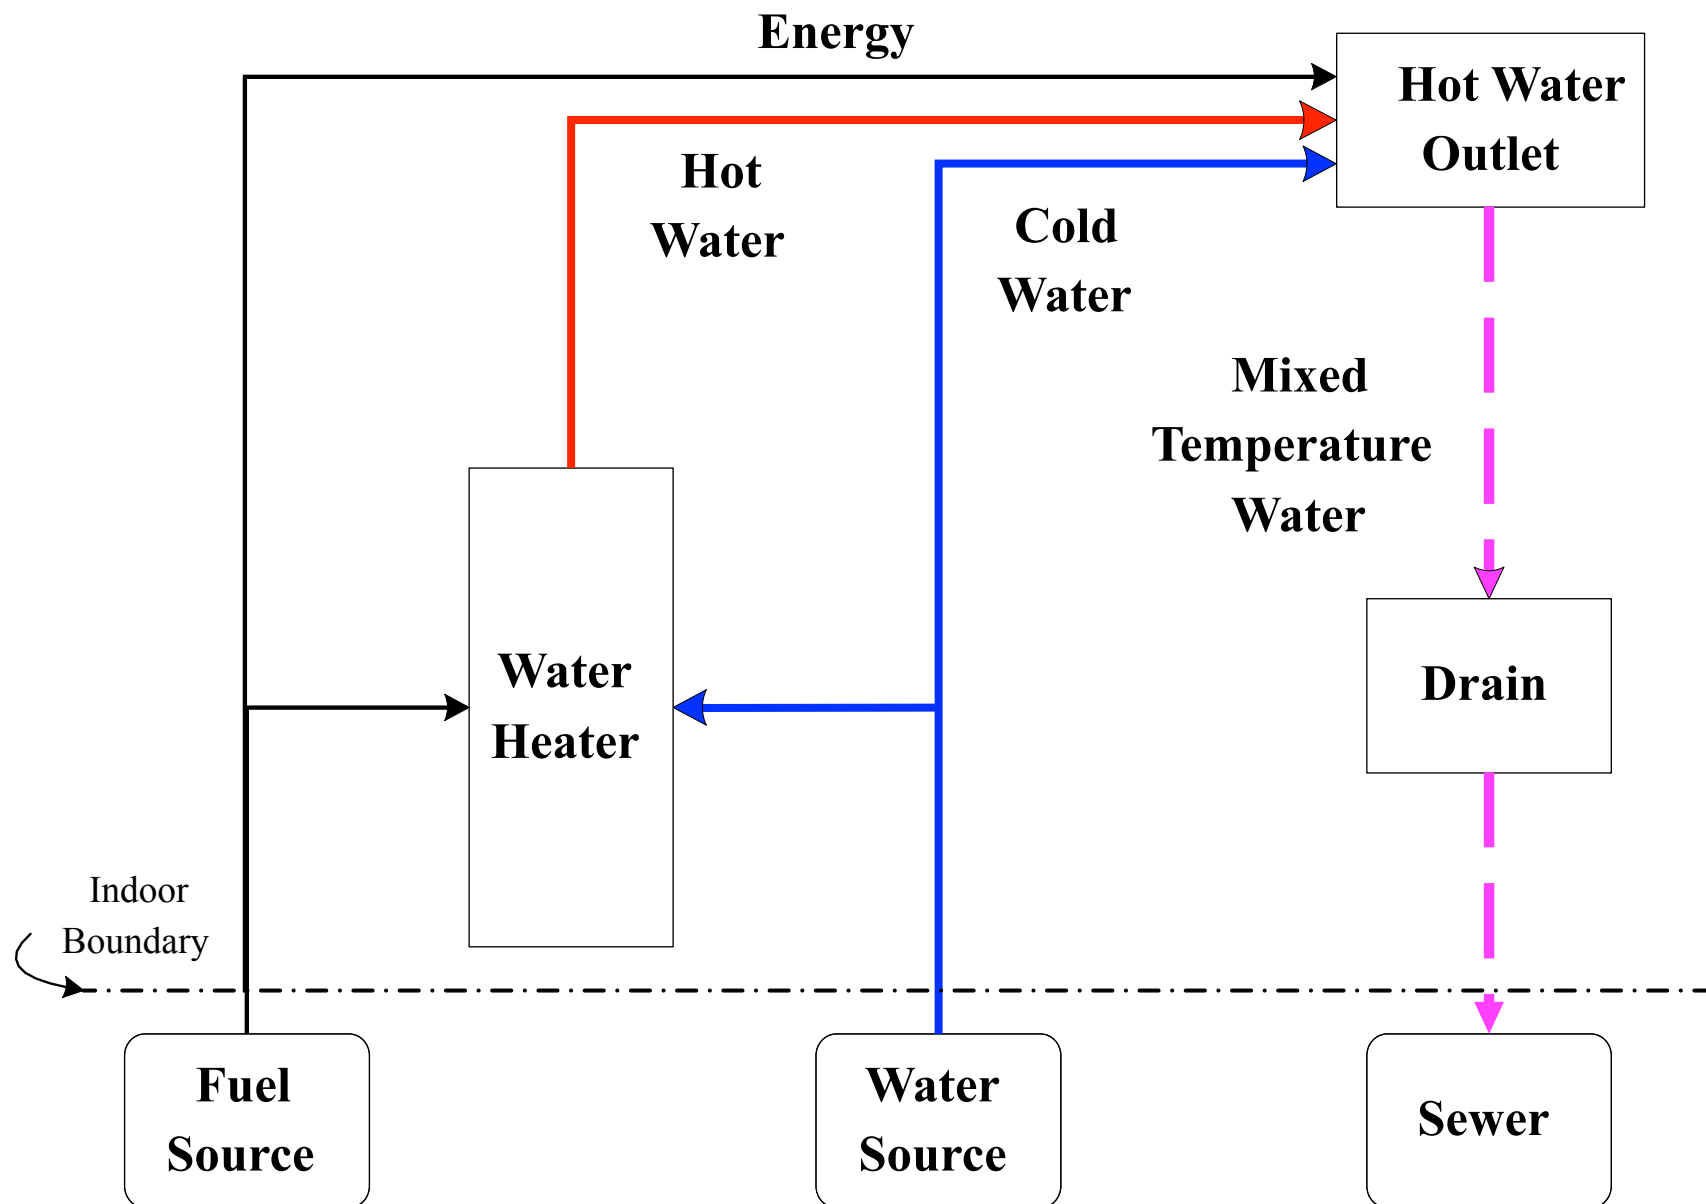 Energy
Hot Water
Outlet
Hot
Water
Cold
Water
Mixed
Temperature
Water
Water
Heater
Drain
Indoor
Boundary
Fuel
Source
Water
Source
Sewer